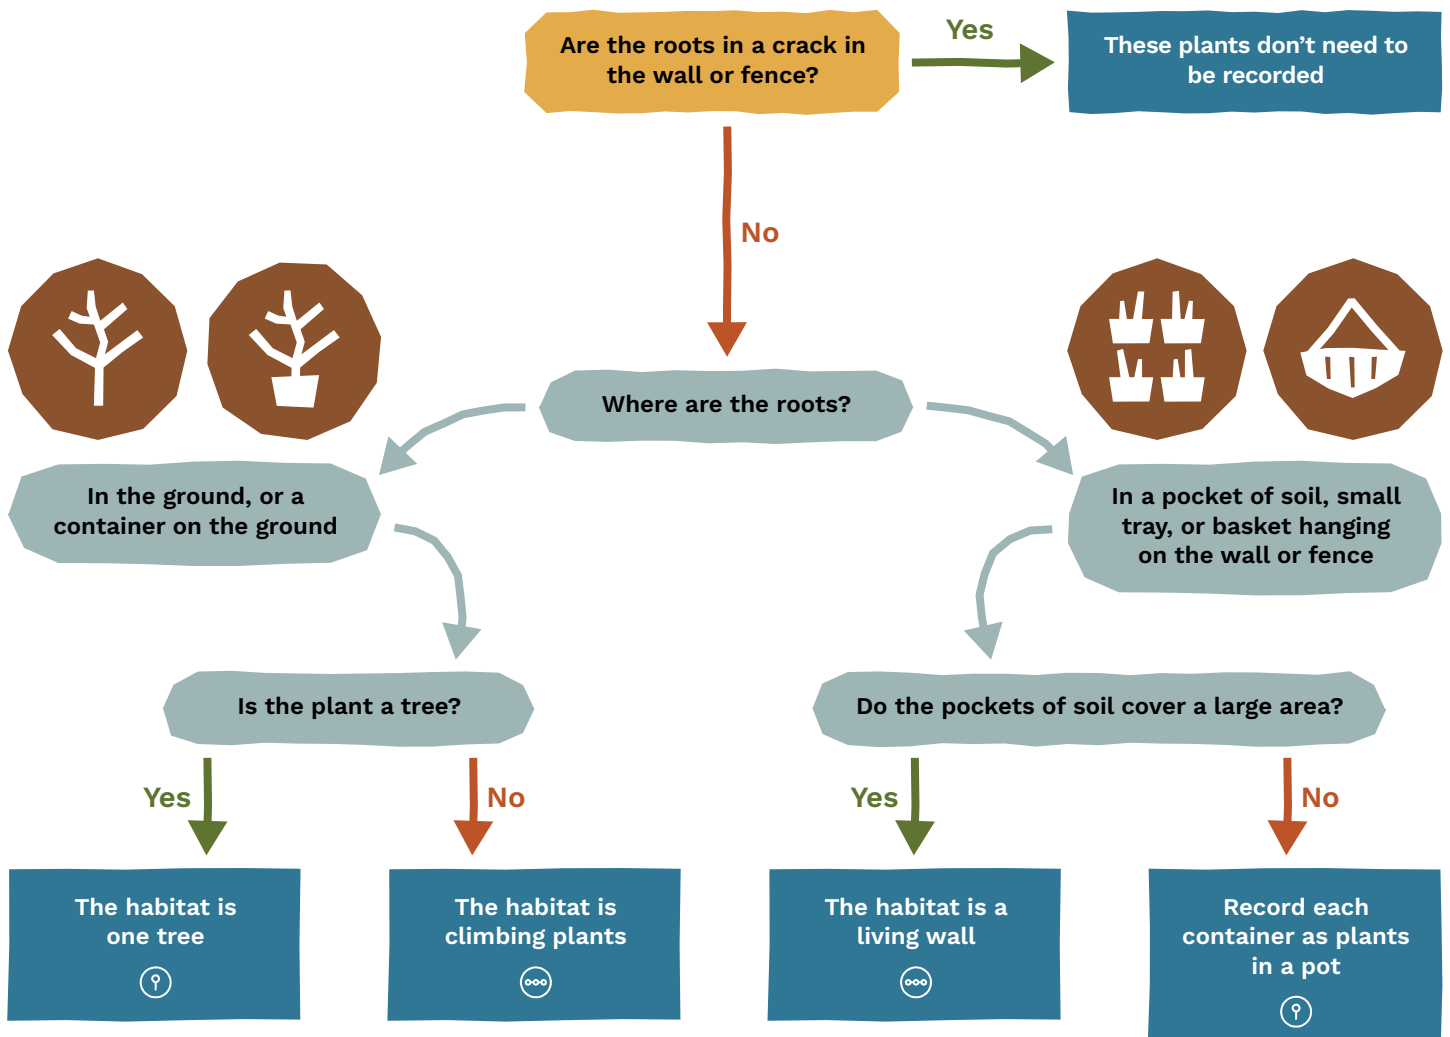 Are the roots in a crack in
the wall or fence?
Yes
These plants don’t need to
be recorded
No
Where are the roots?
In the ground, or a
container on the ground
In a pocket of soil, small
tray, or basket hanging
on the wall or fence
Is the plant a tree?
Do the pockets of soil cover a large area?
Yes
No
Yes
No
The habitat is
one tree
The habitat is
climbing plants
The habitat is a
living wall
Record each
container as plants
in a pot